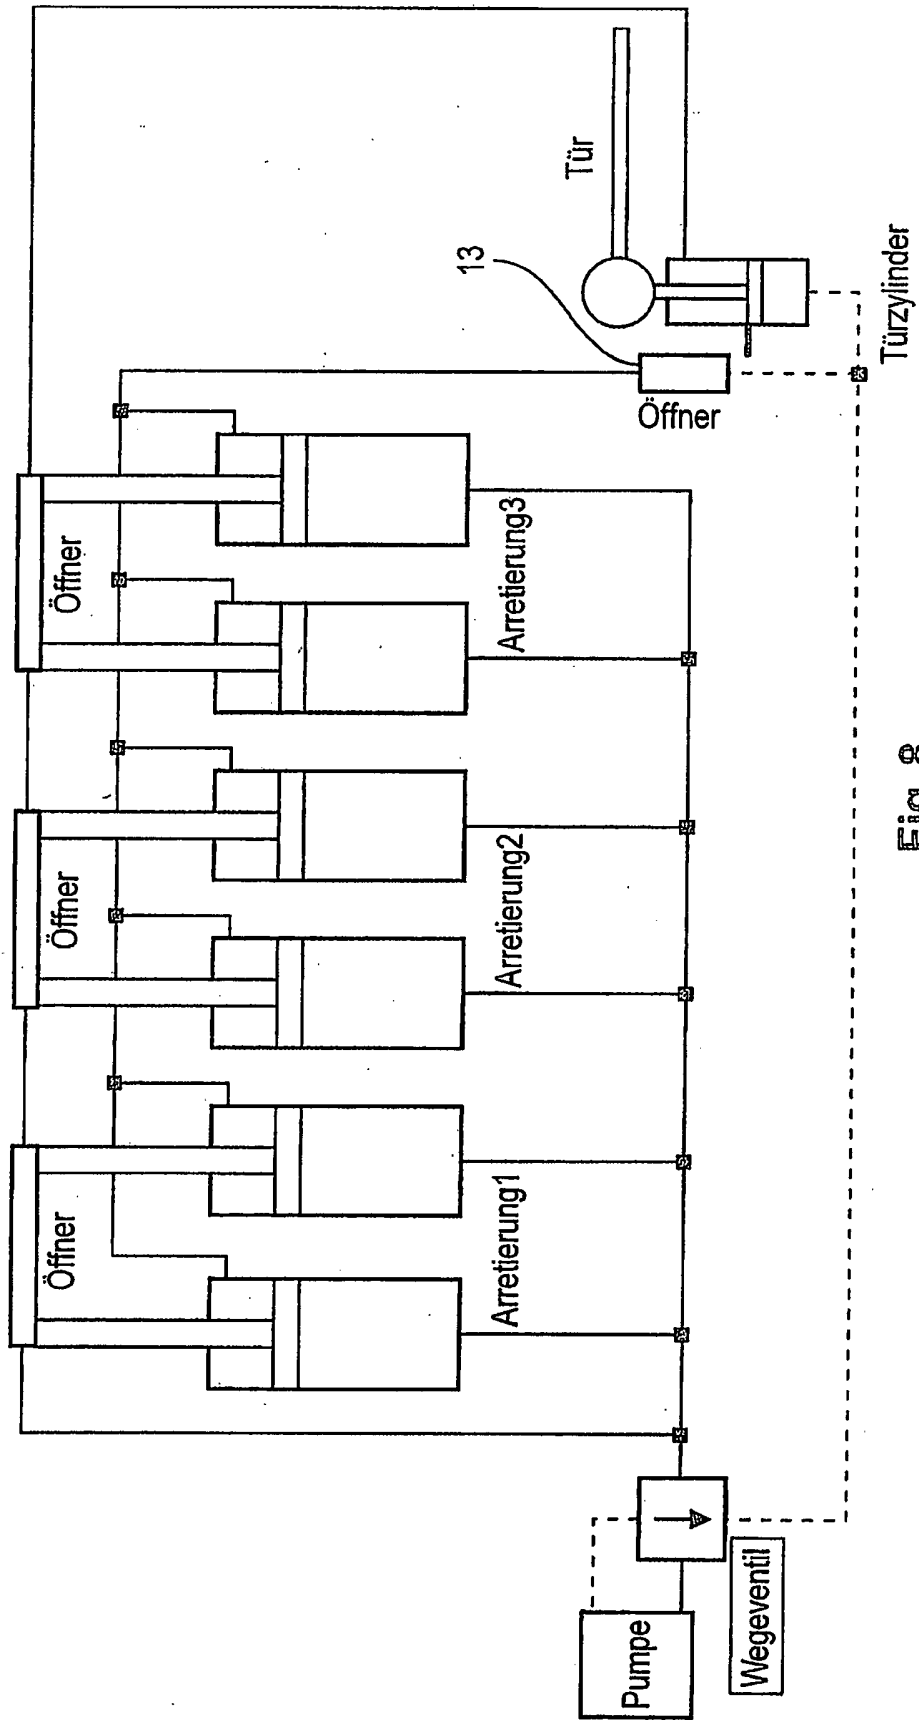 Öffner
Öffner
Öffner
Tür
13
Öffner
Türzylinder
Arretierung1
Arretierung2
Arretierung3
Pumpe
Wegeventil